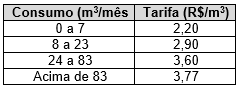 Consumo (m³/mês Tarifa (R$/m³)
0 a 7 2,20
8 a 23 2,90
24 a 83 3,60
Acima de 83 3,77